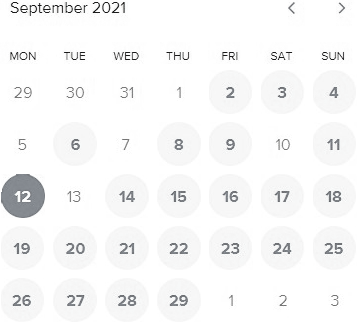 September 2021
MON TUE WED THU FRI SAT SUN
29 30 31 1 2 3 4
5 6 7 8 9 10 11
12 13 14 15 16 17 18
19 20 21 22 23 24 25
26 27 28 29 1 2 3